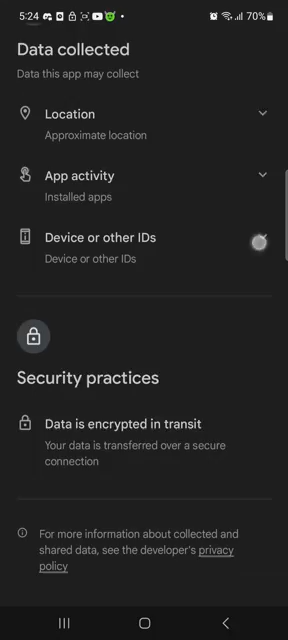 5:24
70%
Data collected
Data this app may collect
Location
Approximate location
App activity
Installed apps
Device or other IDs
Device or other IDs
Security practices
Data is encrypted in transit
Your data is transferred over a secure
connection
For more information about collected and
shared data, see the developer's privacy
policy